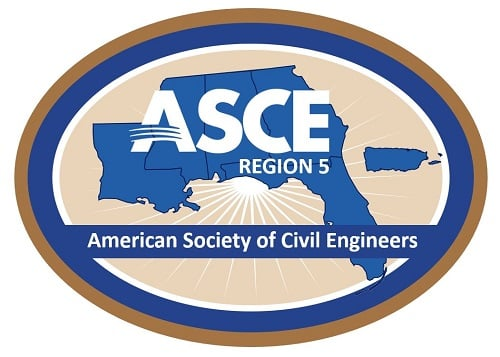 ASCE
REGION 5
American Society of Civil Engineers